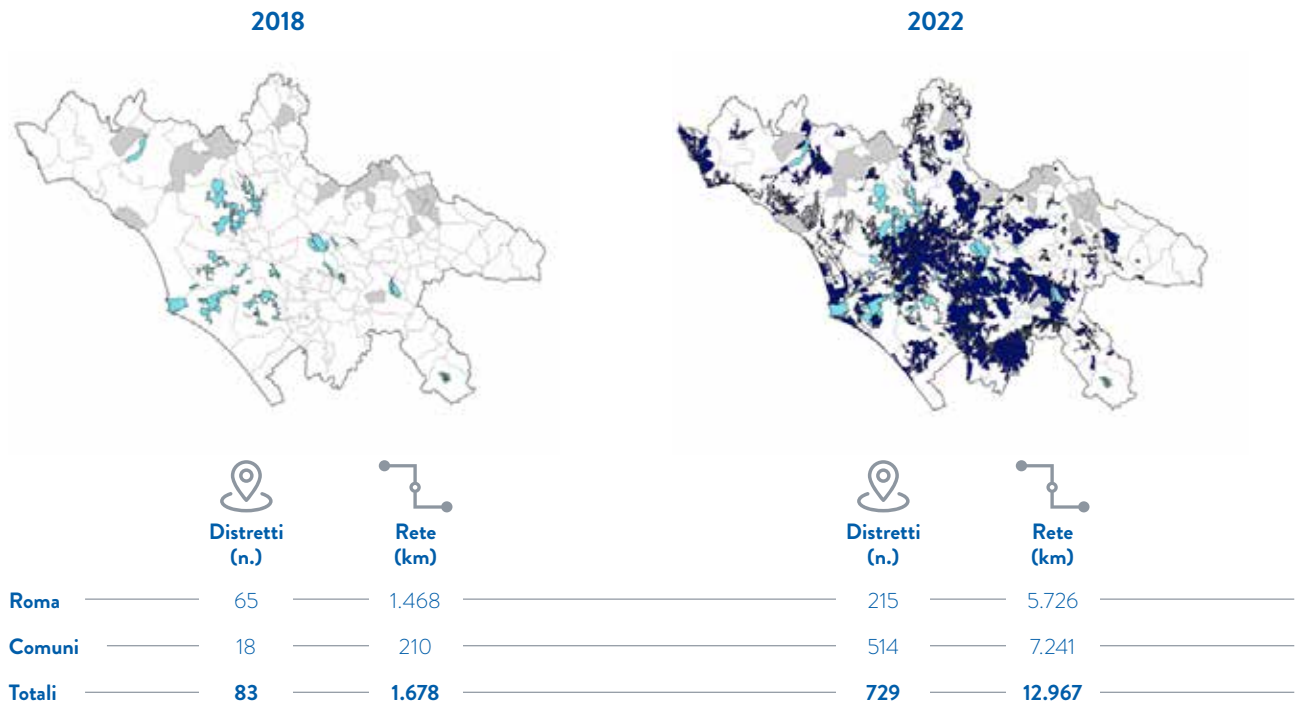 2018
2022
Distretti
(n.)
Rete
(km)
Distretti
(n.)
Rete
(km)
Roma 65 1.468 215 5.726
Comuni 18 210 514 7.241
Totali 83 1.678 729 12.967